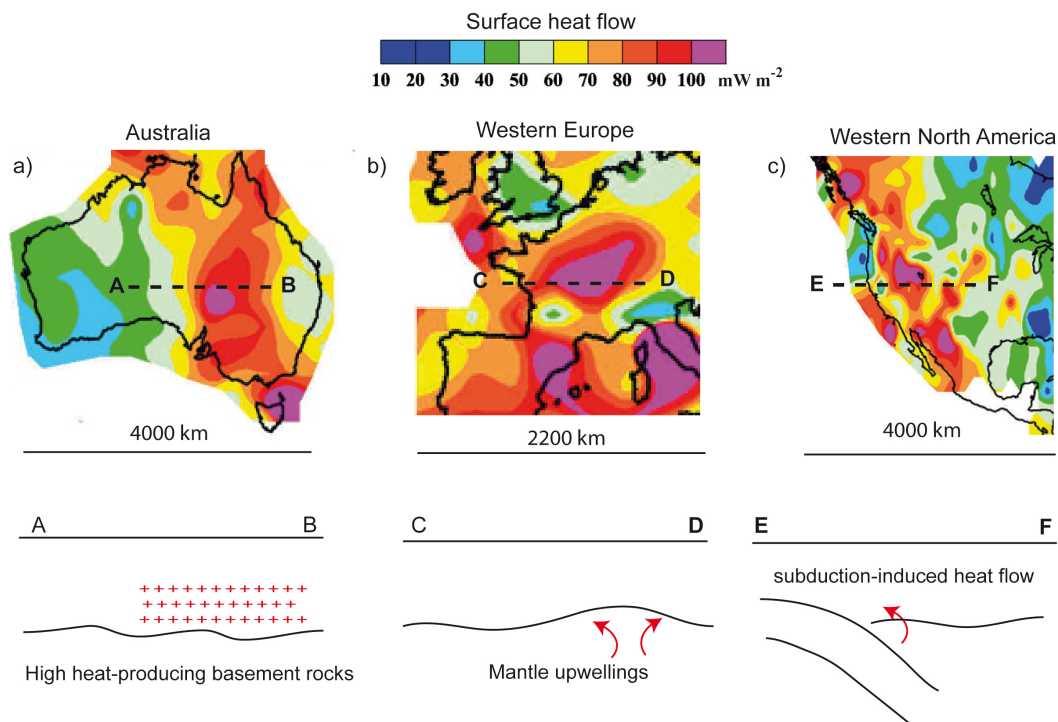 Surface heat flow
10 20 30 40 50 60 70 80 90 100 mW m⁻²
Australia
Western Europe
Western North America
a)
b)
c)
A
B
C
D
E
F
4000 km
2200 km
4000 km
A
B
C
D
E
F
High heat-producing basement rocks
Mantle upwellings
subduction-induced heat flow